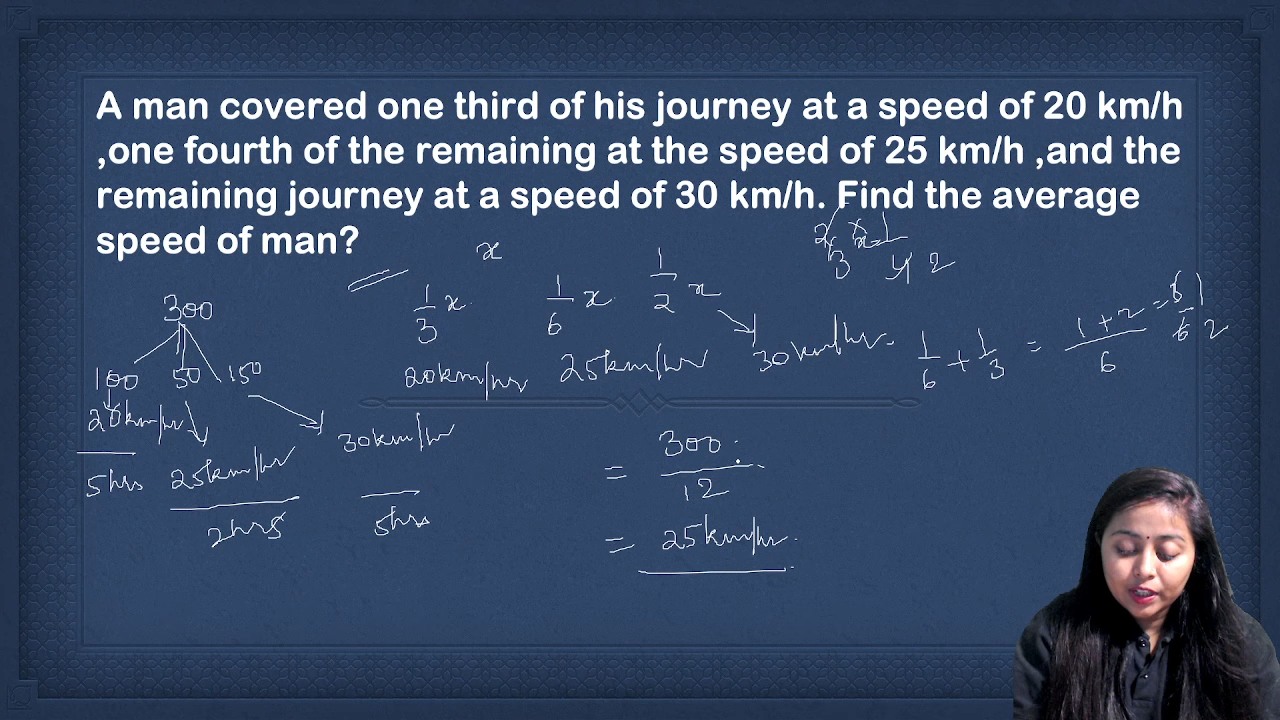 A man covered one third of his journey at a speed of 20 km/h
,one fourth of the remaining at the speed of 25 km/h ,and the
remaining journey at a speed of 30 km/h. Find the average
speed of man?
x
300
1/3 x 1/6 x 1/2 x
100 50 150
20km/hr 25km/hr 30km/hr
1/6 + 1/3 = 1+2/6
20km/hr
25km/hr
30km/hr
5hrs
2hrs
5hrs
= 300/12
= 25km/hr